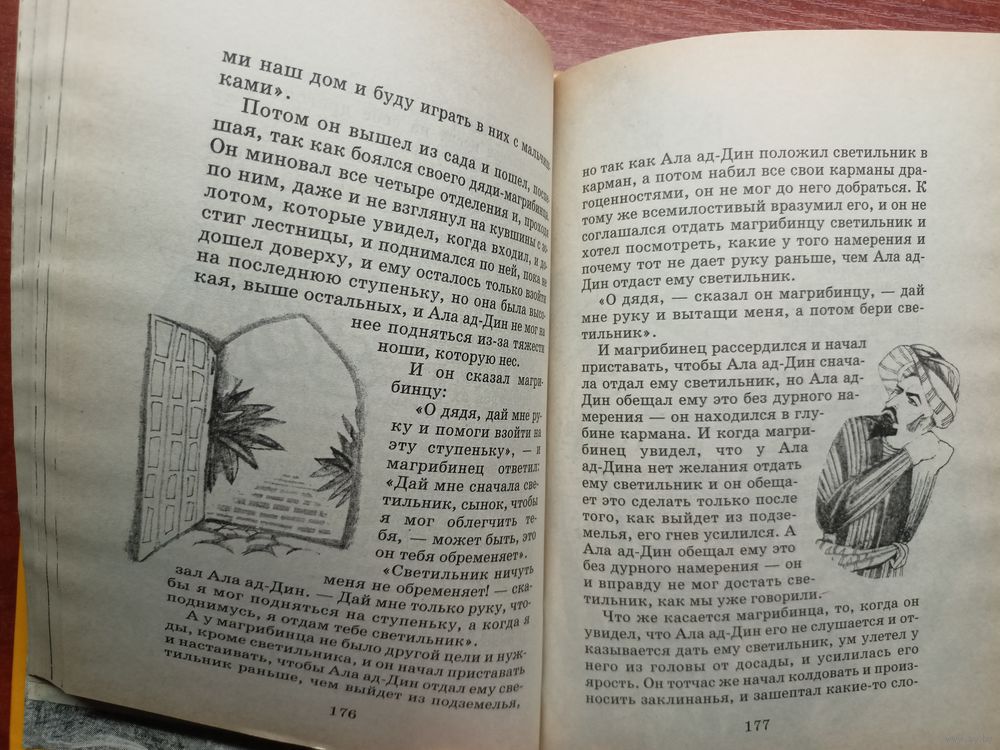 ми наш дом и буду играть в них с мальчиш-
ками».
Потом он вышел из сада и пошел, поспе-
шая, так как боялся своего дяди-магрибинца.
Он миновал все четыре отделения и, проходя
по ним, даже и не взглянул на кувшины с зо-
лотом, которые увидел, когда входил, и до-
стиг лестницы, и поднимался по ней, пока не
дошел доверху, и ему осталось только взойти
на последнюю ступеньку, но она была высо-
кая, выше остальных, и Ала ад-Дин не мог на
нее подняться из-за тяжести
ноши, которую нес.
И он сказал магри-
бинцу:
«О дядя, дай мне ру-
ку и помоги взойти на
эту ступеньку», — и
магрибинец ответил:
«Дай мне сначала све-
тильник, сынок, чтобы
я мог облегчить те-
бя, — может быть, это
он тебя обременяет».
«Светильник ничуть
меня не обременяет! — ска-
зал Ала ад-Дин. — Дай мне только руку, что-
бы я мог подняться на ступеньку, а когда я
поднимусь, я отдам тебе светильник».
А у магрибинца не было другой цели и нуж-
ды, кроме светильника, и он начал приставать
и настаивать, чтобы Ала ад-Дин отдал ему све-
тильник раньше, чем выйдет из подземелья,
176
но так как Ала ад-Дин положил светильник в
карман, а потом набил все свои карманы дра-
гоценностями, он не мог до него добраться. К
тому же всемилостивый вразумил его, и он не
соглашался отдать магрибинцу светильник и
хотел посмотреть, какие у того намерения и
почему тот не дает руку раньше, чем Ала ад-
Дин отдаст ему светильник.
«О дядя, — сказал он магрибинцу, — дай
мне руку и вытащи меня, а потом бери све-
тильник».
И магрибинец рассердился и начал
приставать, чтобы Ала ад-Дин снача-
ла отдал ему светильник, но Ала ад-
Дин обещал ему это без дурного на-
мерения — он находился в глу-
бине кармана. И когда магри-
бинец увидел, что у Ала
ад-Дина нет желания отдать
ему светильник и он обеща-
ет это сделать только после
того, как выйдет из подзе-
мелья, его гнев усилился. А
Ала ад-Дин обещал ему это
без дурного намерения — он
и вправду не мог достать све-
тильник, как мы уже говорили.
Что же касается магрибинца, то, когда он
увидел, что Ала ад-Дин его не слушается и от-
казывается дать ему светильник, ум улетел у
него из головы от досады, и усилилась его
ярость. Он тотчас же начал колдовать и произ-
носить заклинанья, и зашептал какие-то сло-
177